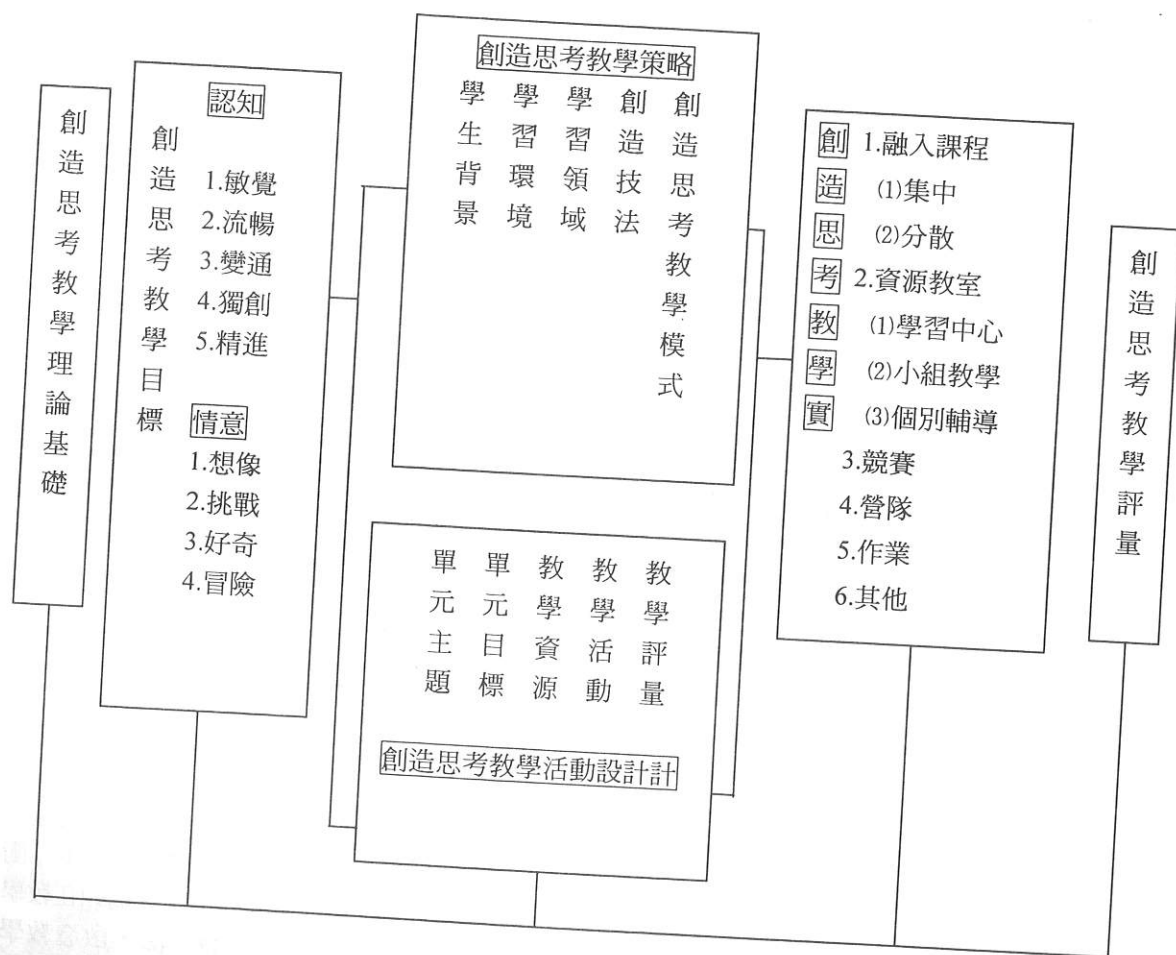 創造思考教學理論基礎
創造思考教學目標
認知
1.敏覺
2.流暢
3.變通
4.獨創
5.精進
情意
1.想像
2.挑戰
3.好奇
4.冒險
創造思考教學策略
學生背景
學習環境
學習領域
創造技法
創造思考教學模式
單元主題
單元目標
教學資源
教學活動
教學評量
創造思考教學活動設計計
創造思考教學實
1.融入課程
⑴集中
⑵分散
2.資源教室
⑴學習中心
⑵小組教學
⑶個別輔導
3.競賽
4.營隊
5.作業
6.其他
創造思考教學評量